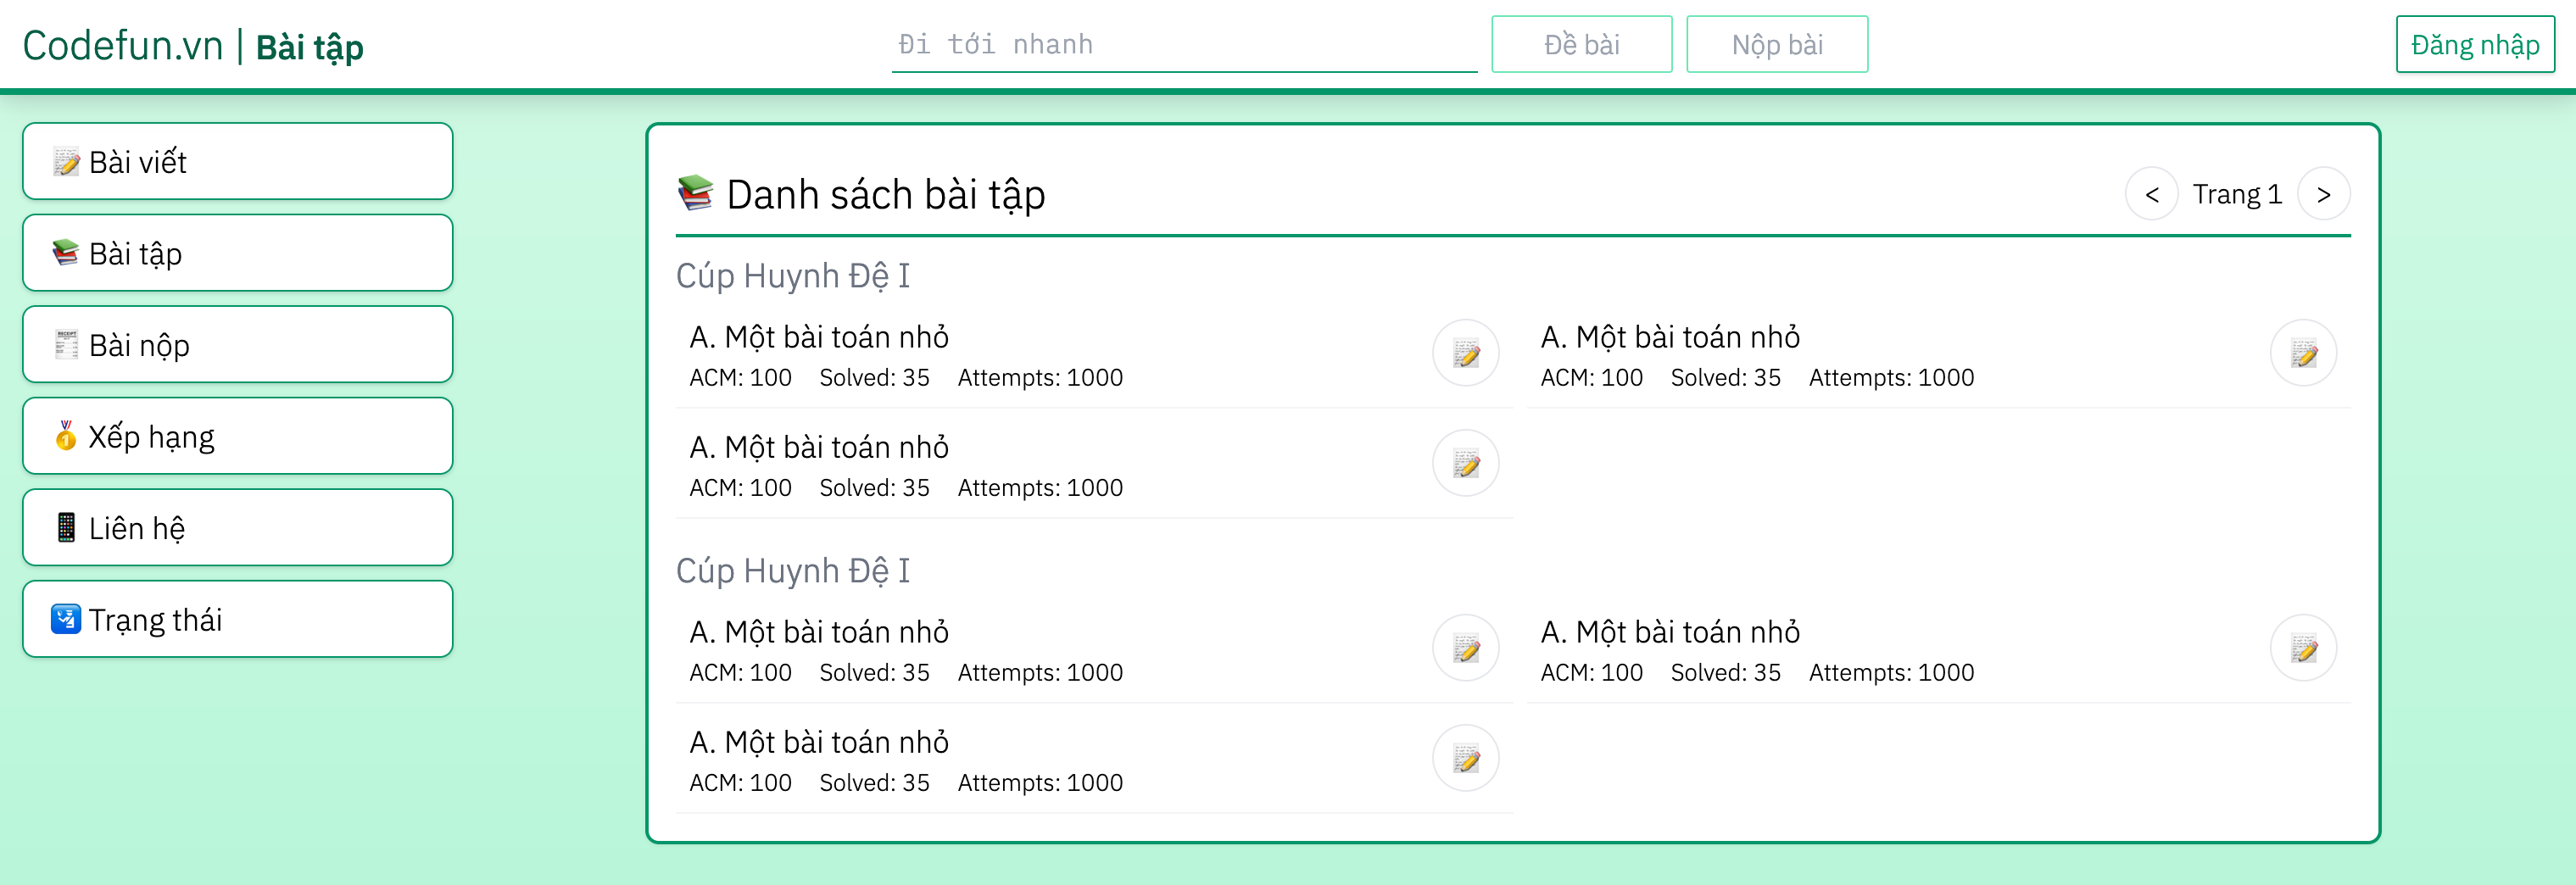 Codefun.vn | Bài tập
Đi tới nhanh
Đề bài
Nộp bài
Đăng nhập
Bài viết
Bài tập
Bài nộp
Xếp hạng
Liên hệ
Trạng thái
Danh sách bài tập
< Trang 1 >
Cúp Huynh Đệ I
A. Một bài toán nhỏ
ACM: 100 Solved: 35 Attempts: 1000
A. Một bài toán nhỏ
ACM: 100 Solved: 35 Attempts: 1000
A. Một bài toán nhỏ
ACM: 100 Solved: 35 Attempts: 1000
Cúp Huynh Đệ I
A. Một bài toán nhỏ
ACM: 100 Solved: 35 Attempts: 1000
A. Một bài toán nhỏ
ACM: 100 Solved: 35 Attempts: 1000
A. Một bài toán nhỏ
ACM: 100 Solved: 35 Attempts: 1000